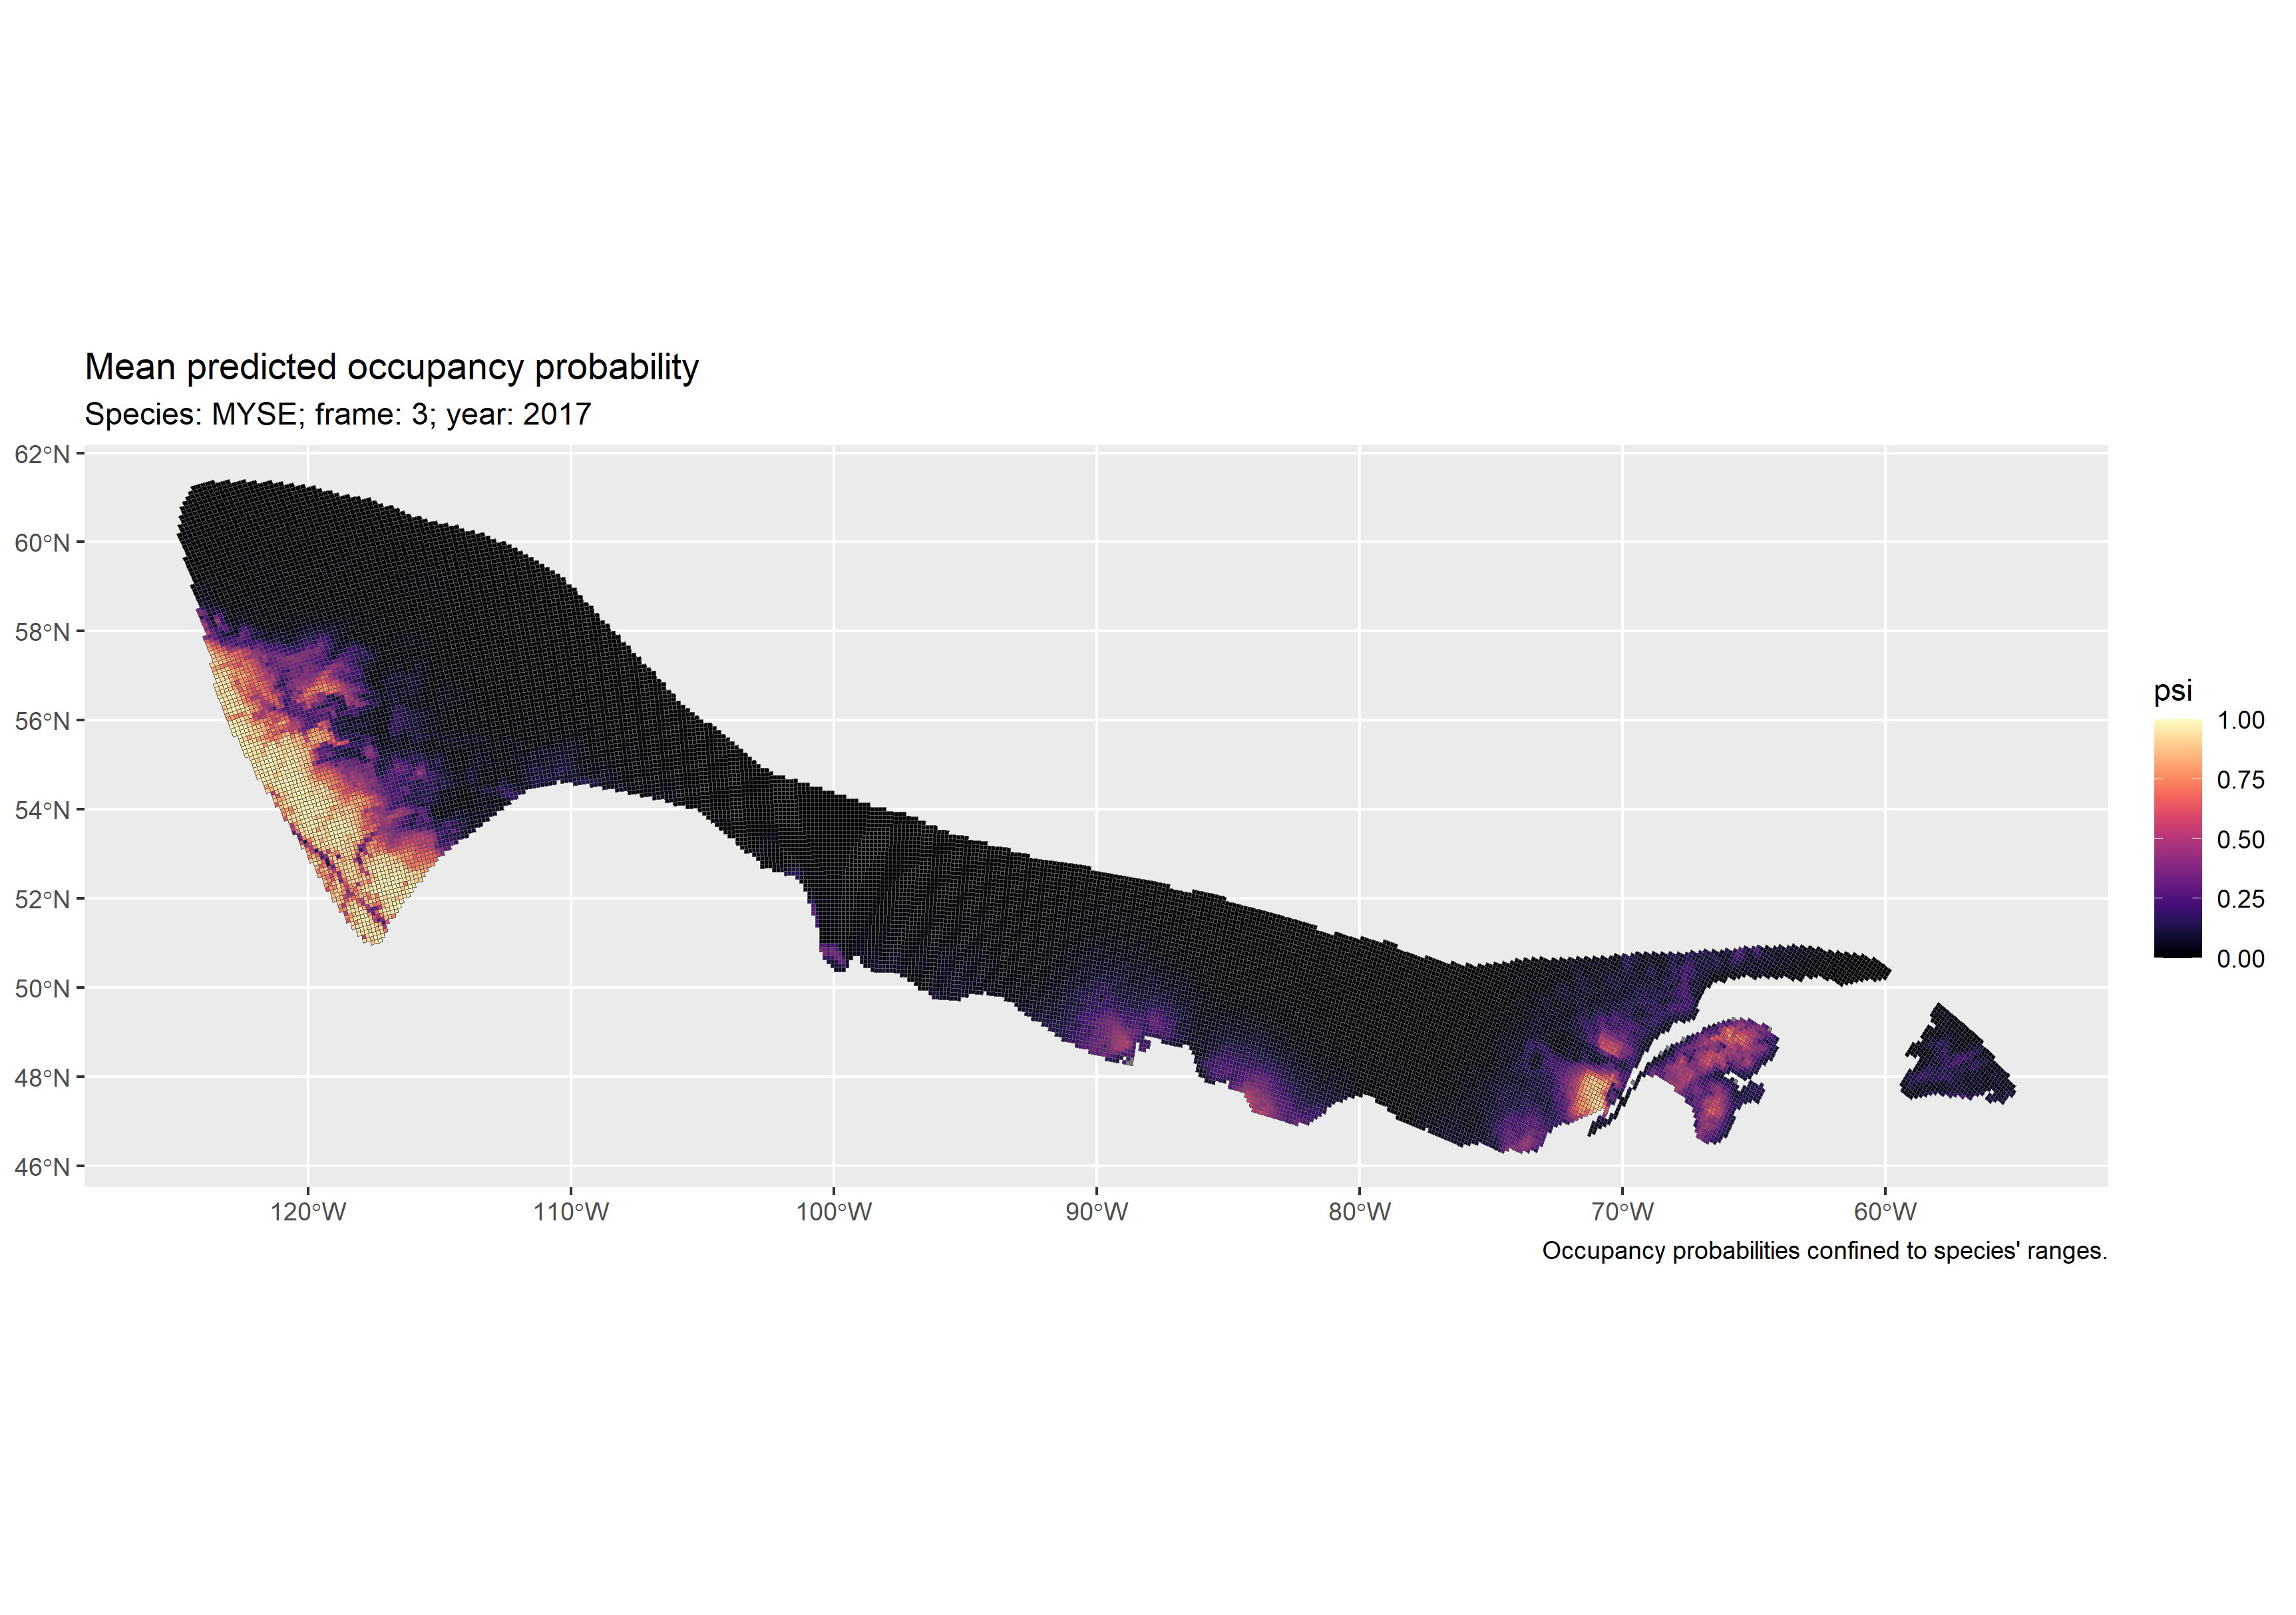 Mean predicted occupancy probability
Species: MYSE; frame: 3; year: 2017
62°N
60°N
58°N
56°N
54°N
52°N
50°N
48°N
46°N
120°W
110°W
100°W
90°W
80°W
70°W
60°W
psi
1.00
0.75
0.50
0.25
0.00
Occupancy probabilities confined to species' ranges.